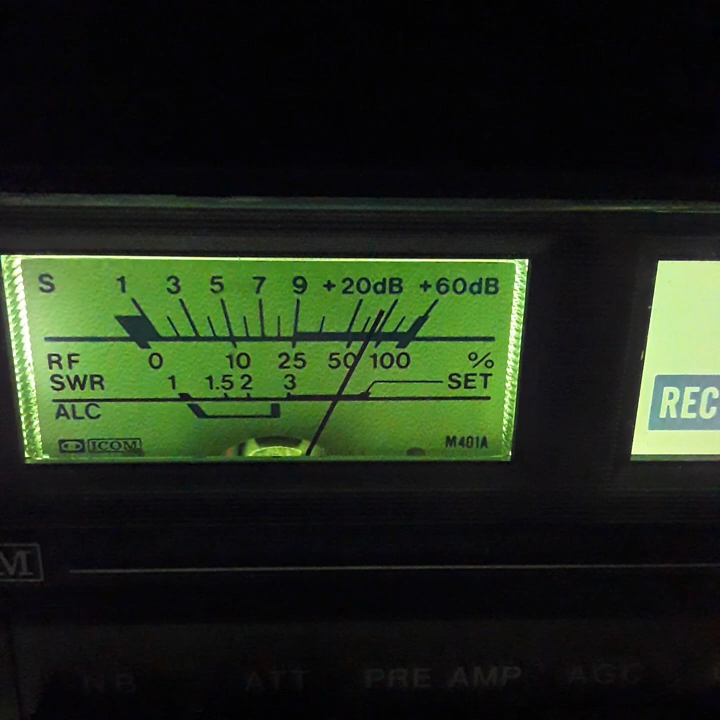 S 1 3 5 7 9 +20dB +60dB
RF 0 10 25 50 100 %
SWR 1 1.5 2 3 SET
ALC
ICOM M401A
REC
M
NB ATT PRE AMP AGC